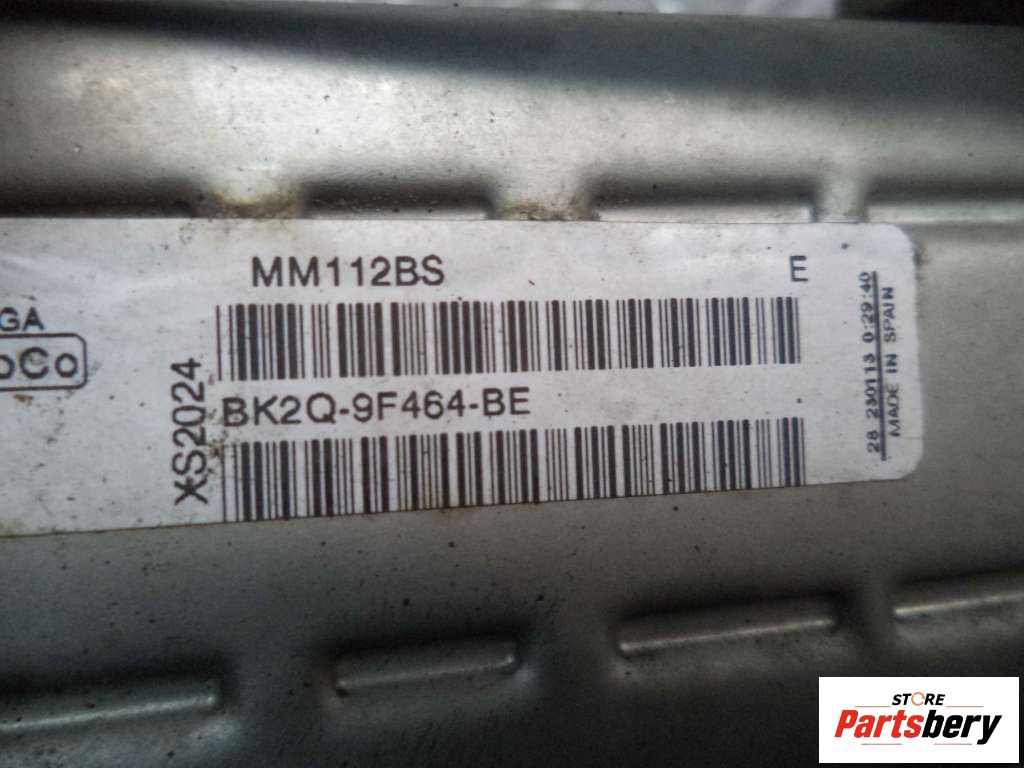 MM112BS
E
GA
oCo
XS2024
BK2Q-9F464-BE
28 230113 0:29:40
MADE IN SPAIN
STORE
Partsbery